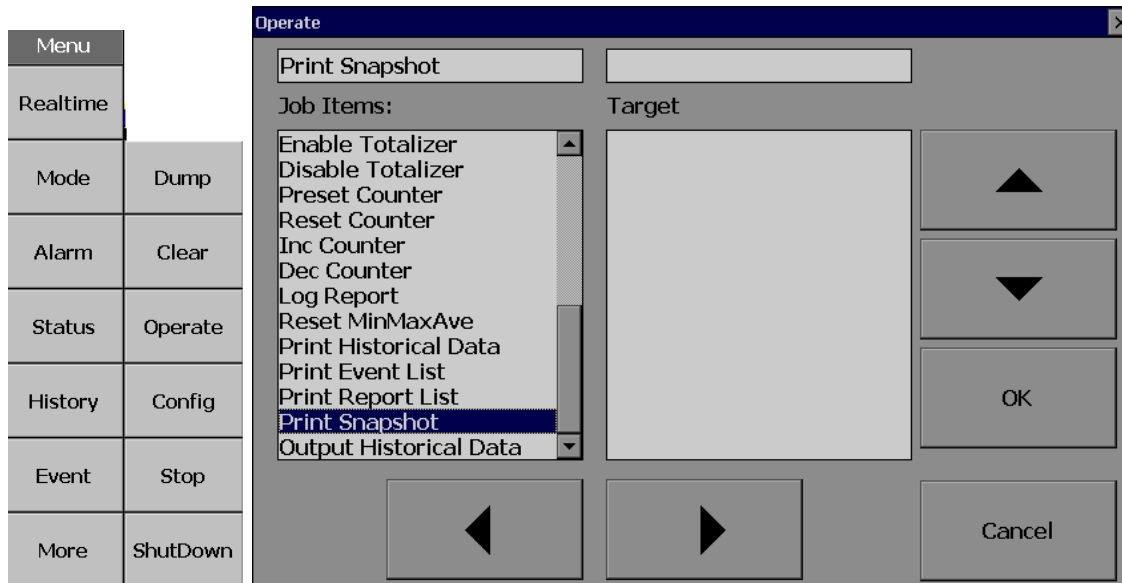 Menu
Realtime
Mode
Dump
Alarm
Clear
Status
Operate
History
Config
Event
Stop
More
ShutDown
Operate
Print Snapshot
Job Items:
Target
Enable Totalizer
Disable Totalizer
Preset Counter
Reset Counter
Inc Counter
Dec Counter
Log Report
Reset MinMaxAve
Print Historical Data
Print Event List
Print Report List
Print Snapshot
Output Historical Data
OK
Cancel